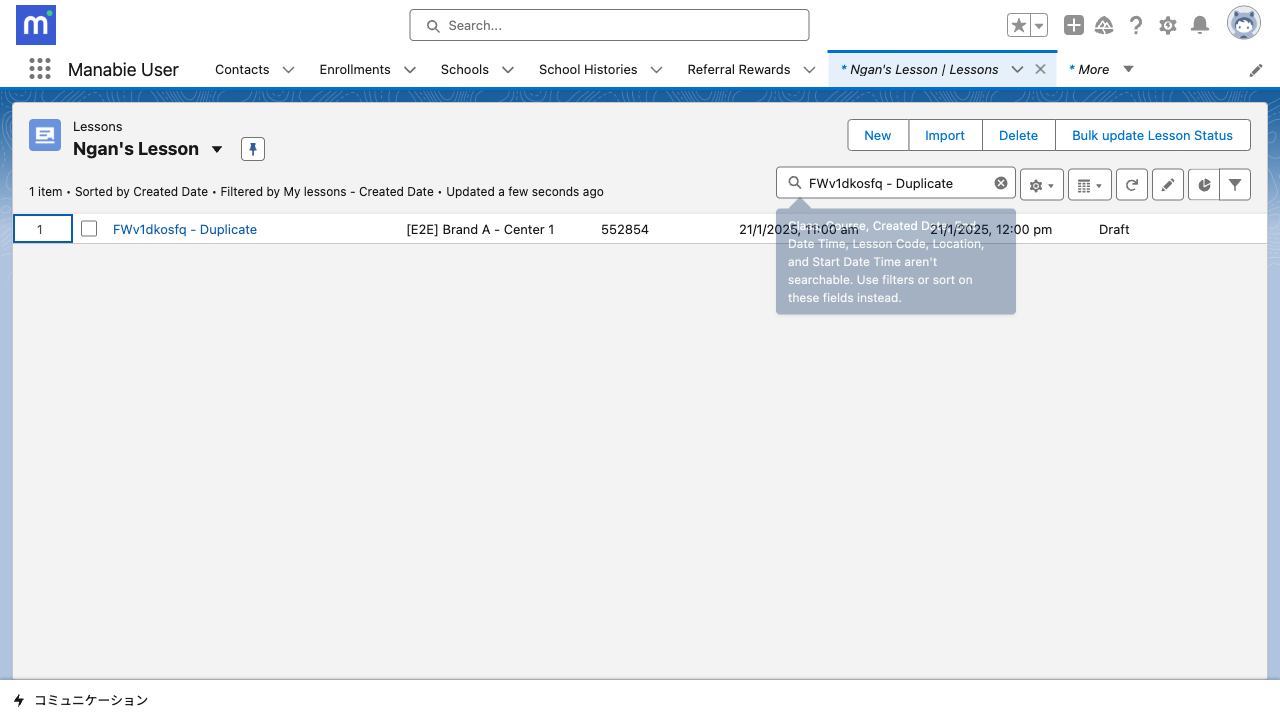 m
Search...
Manabie User
Contacts
Enrollments
Schools
School Histories
Referral Rewards
* Ngan's Lesson | Lessons
* More
Lessons
Ngan's Lesson
New
Import
Delete
Bulk update Lesson Status
1 item • Sorted by Created Date • Filtered by My lessons - Created Date • Updated a few seconds ago
FWv1dkosfq - Duplicate
1
FWv1dkosfq - Duplicate
[E2E] Brand A - Center 1
552854
21/1/2025, 11:00 am
21/1/2025, 12:00 pm
Draft
Class, Course, Created Date, End
Date Time, Lesson Code, Location,
and Start Date Time aren't
searchable. Use filters or sort on
these fields instead.
コミュニケーション